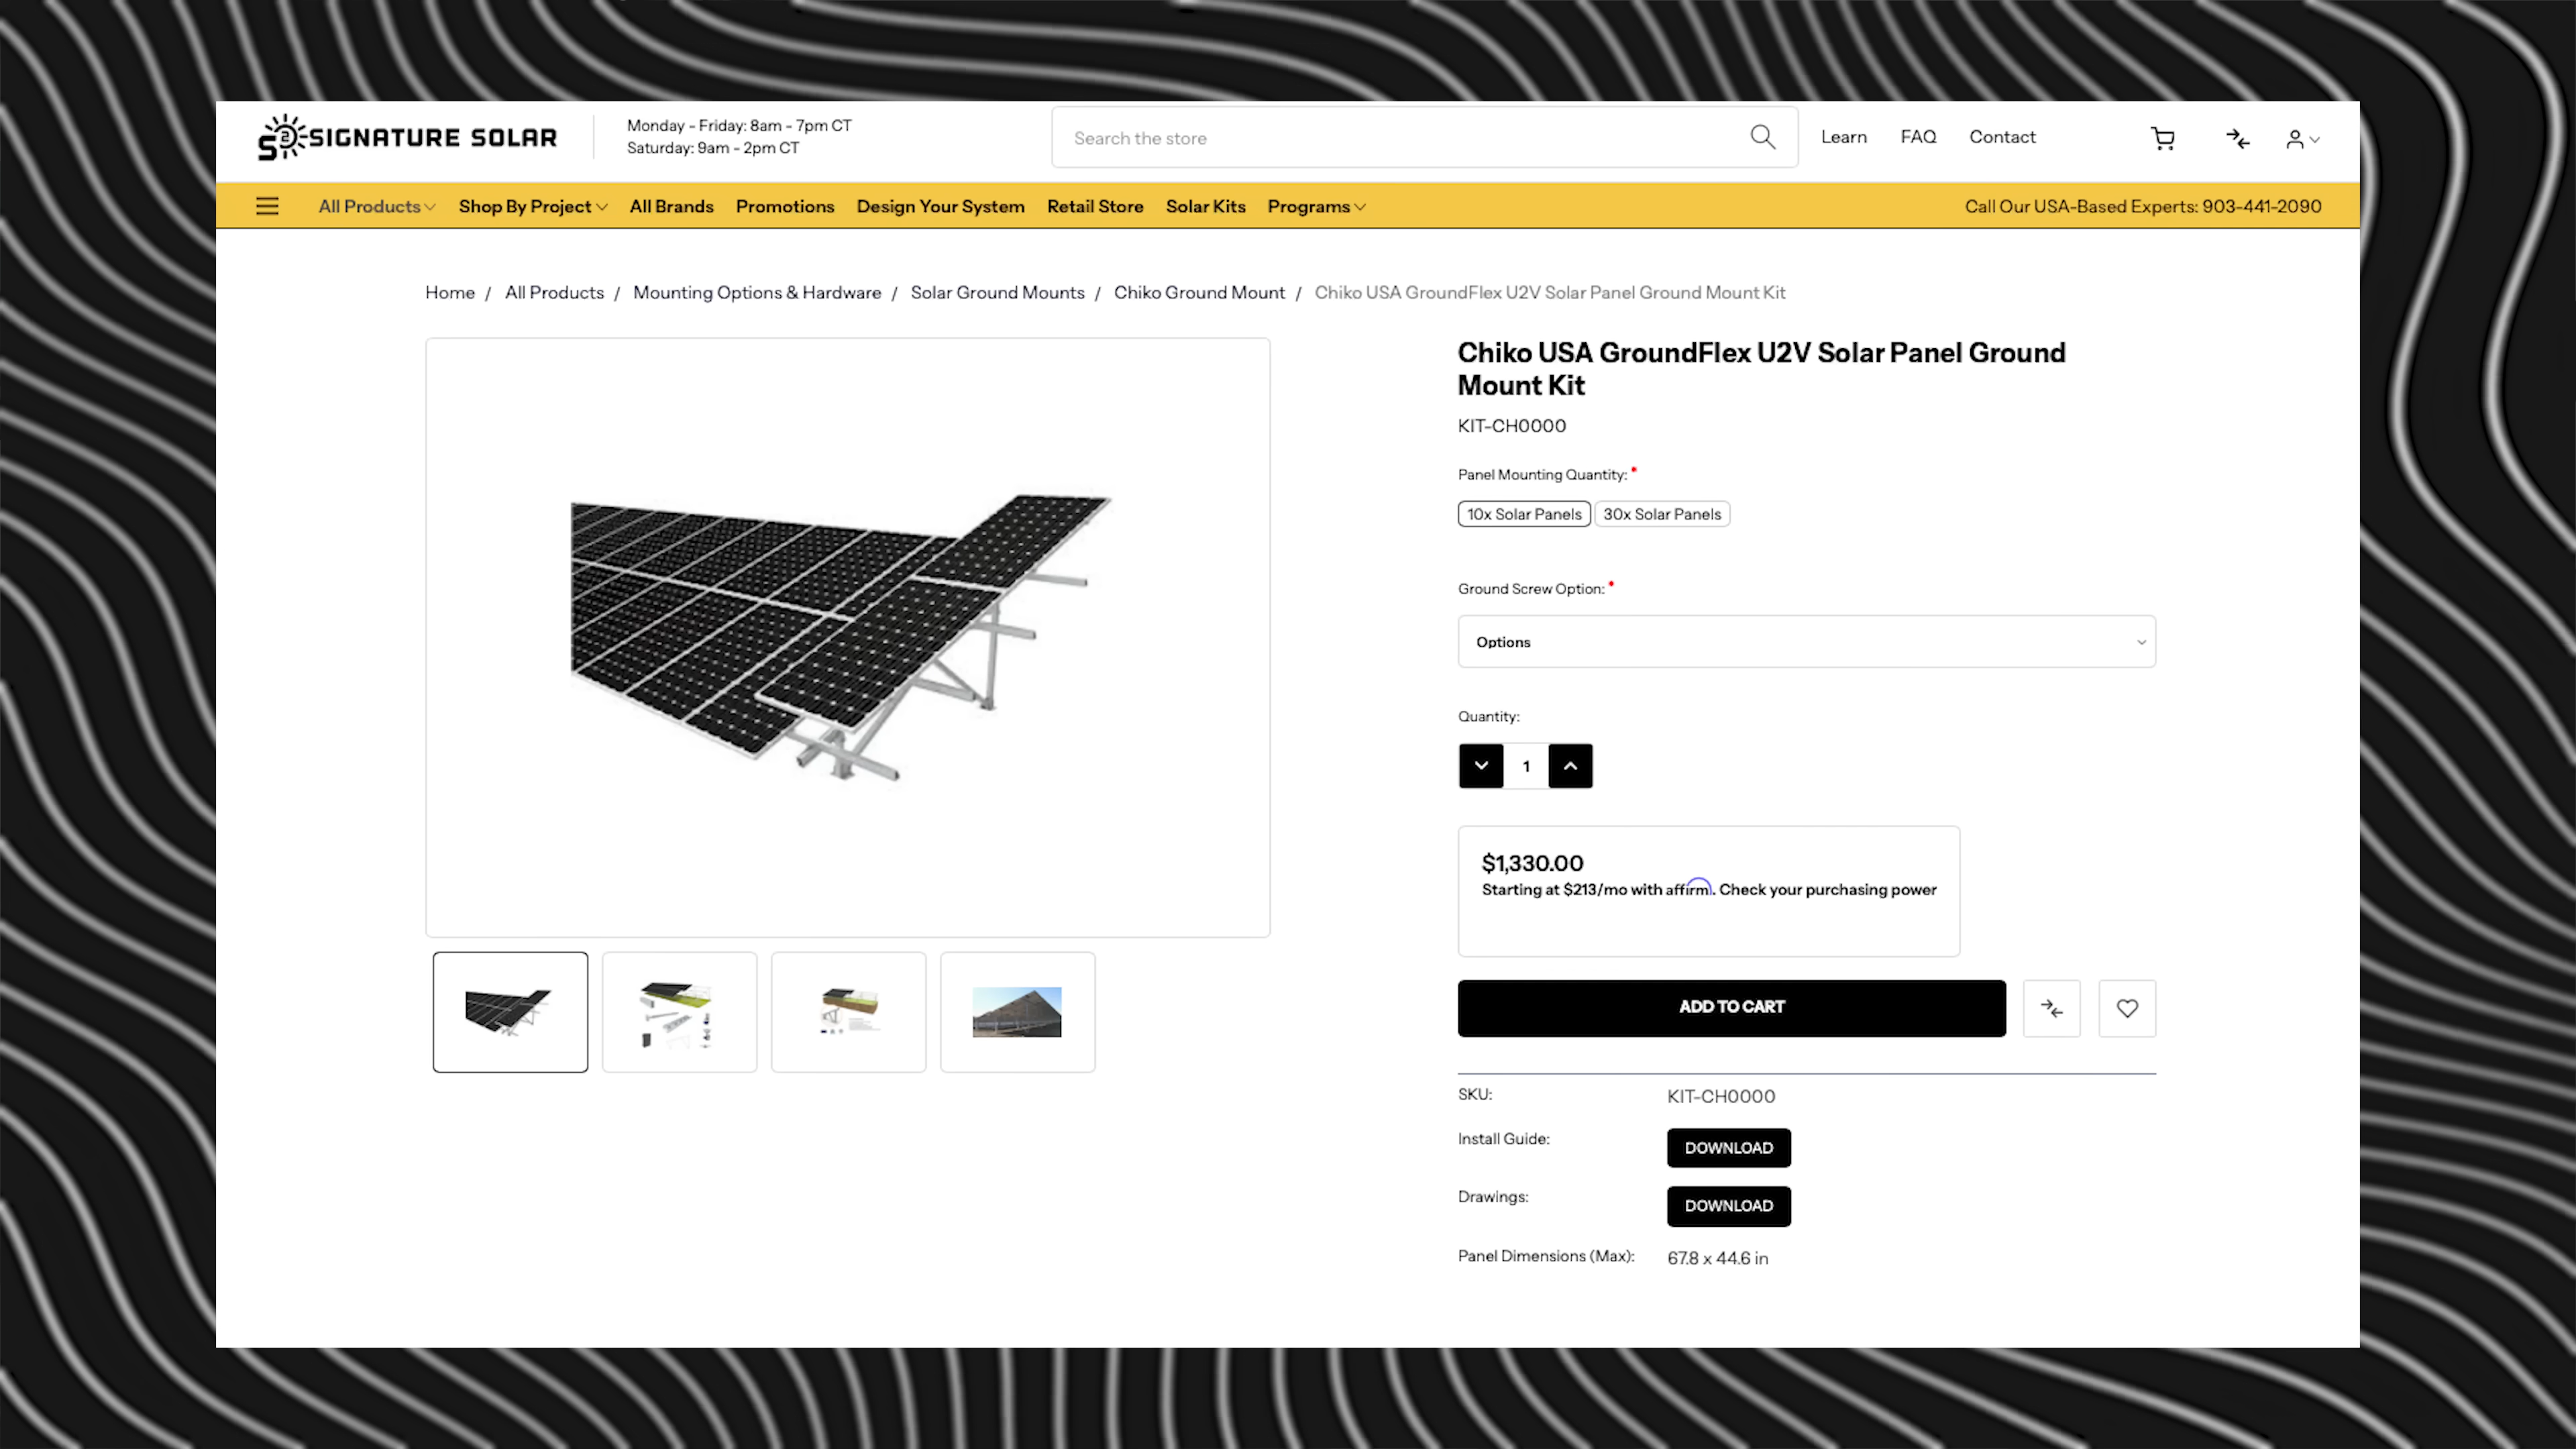 S2 SIGNATURE SOLAR
Monday - Friday: 8am - 7pm CT
Saturday: 9am - 2pm CT
Search the store
Learn
FAQ
Contact
All Products
Shop By Project
All Brands
Promotions
Design Your System
Retail Store
Solar Kits
Programs
Call Our USA-Based Experts: 903-441-2090
Home / All Products / Mounting Options & Hardware / Solar Ground Mounts / Chiko Ground Mount / Chiko USA GroundFlex U2V Solar Panel Ground Mount Kit
Chiko USA GroundFlex U2V Solar Panel Ground
Mount Kit
KIT-CH0000
Panel Mounting Quantity: *
10x Solar Panels
30x Solar Panels
Ground Screw Option: *
Options
Quantity:
1
$1,330.00
Starting at $213/mo with affirm. Check your purchasing power
ADD TO CART
SKU: KIT-CH0000
Install Guide: DOWNLOAD
Drawings: DOWNLOAD
Panel Dimensions (Max): 67.8 x 44.6 in